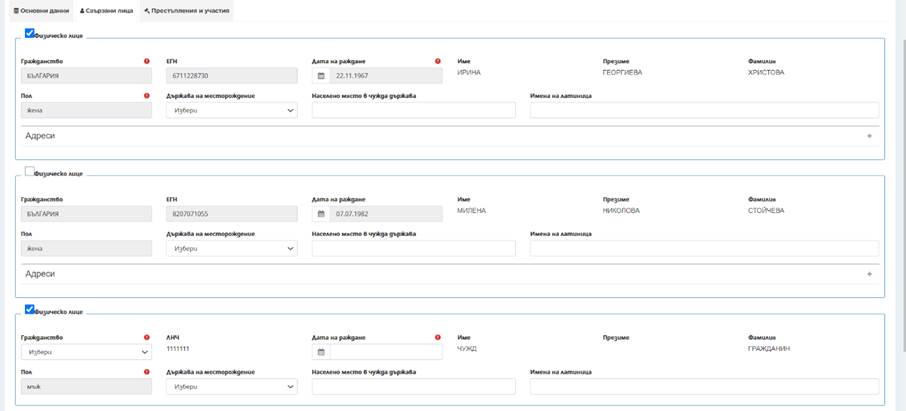 Основни данни Свързани лица Престъпления и участия
Физическо лице
Гражданство ЕГН Дата на раждане Име Презиме Фамилия
БЪЛГАРИЯ 6711228730 22.11.1967 ИРИНА ГЕОРГИЕВА ХРИСТОВА
Пол Държава на месторождение Населено място в чужда държава Имена на латиница
жена Избери
Адреси +
Физическо лице
Гражданство ЕГН Дата на раждане Име Презиме Фамилия
БЪЛГАРИЯ 8207071055 07.07.1982 МИЛЕНА НИКОЛОВА СТОЙЧЕВА
Пол Държава на месторождение Населено място в чужда държава Имена на латиница
жена Избери
Адреси +
Физическо лице
Гражданство ЛНЧ Дата на раждане Име Презиме Фамилия
Избери 1111111 ЧУЖД ГРАЖДАНИН
Пол Държава на месторождение Населено място в чужда държава Имена на латиница
мъж Избери